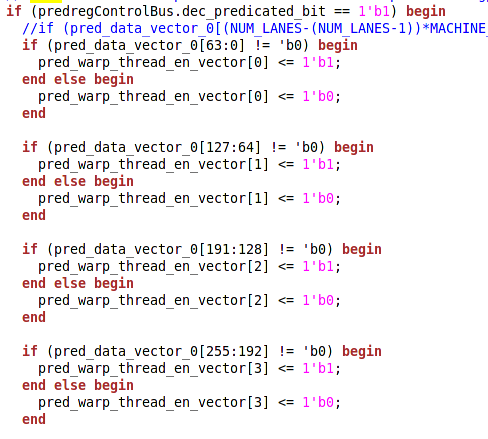 if (predregControlBus.dec_predicated_bit == 1'b1) begin
//if (pred_data_vector_0[(NUM_LANES-(NUM_LANES-1))*MACHINE_
if (pred_data_vector_0[63:0] != 'b0) begin
pred_warp_thread_en_vector[0] <= 1'b1;
end else begin
pred_warp_thread_en_vector[0] <= 1'b0;
end
if (pred_data_vector_0[127:64] != 'b0) begin
pred_warp_thread_en_vector[1] <= 1'b1;
end else begin
pred_warp_thread_en_vector[1] <= 1'b0;
end
if (pred_data_vector_0[191:128] != 'b0) begin
pred_warp_thread_en_vector[2] <= 1'b1;
end else begin
pred_warp_thread_en_vector[2] <= 1'b0;
end
if (pred_data_vector_0[255:192] != 'b0) begin
pred_warp_thread_en_vector[3] <= 1'b1;
end else begin
pred_warp_thread_en_vector[3] <= 1'b0;
end